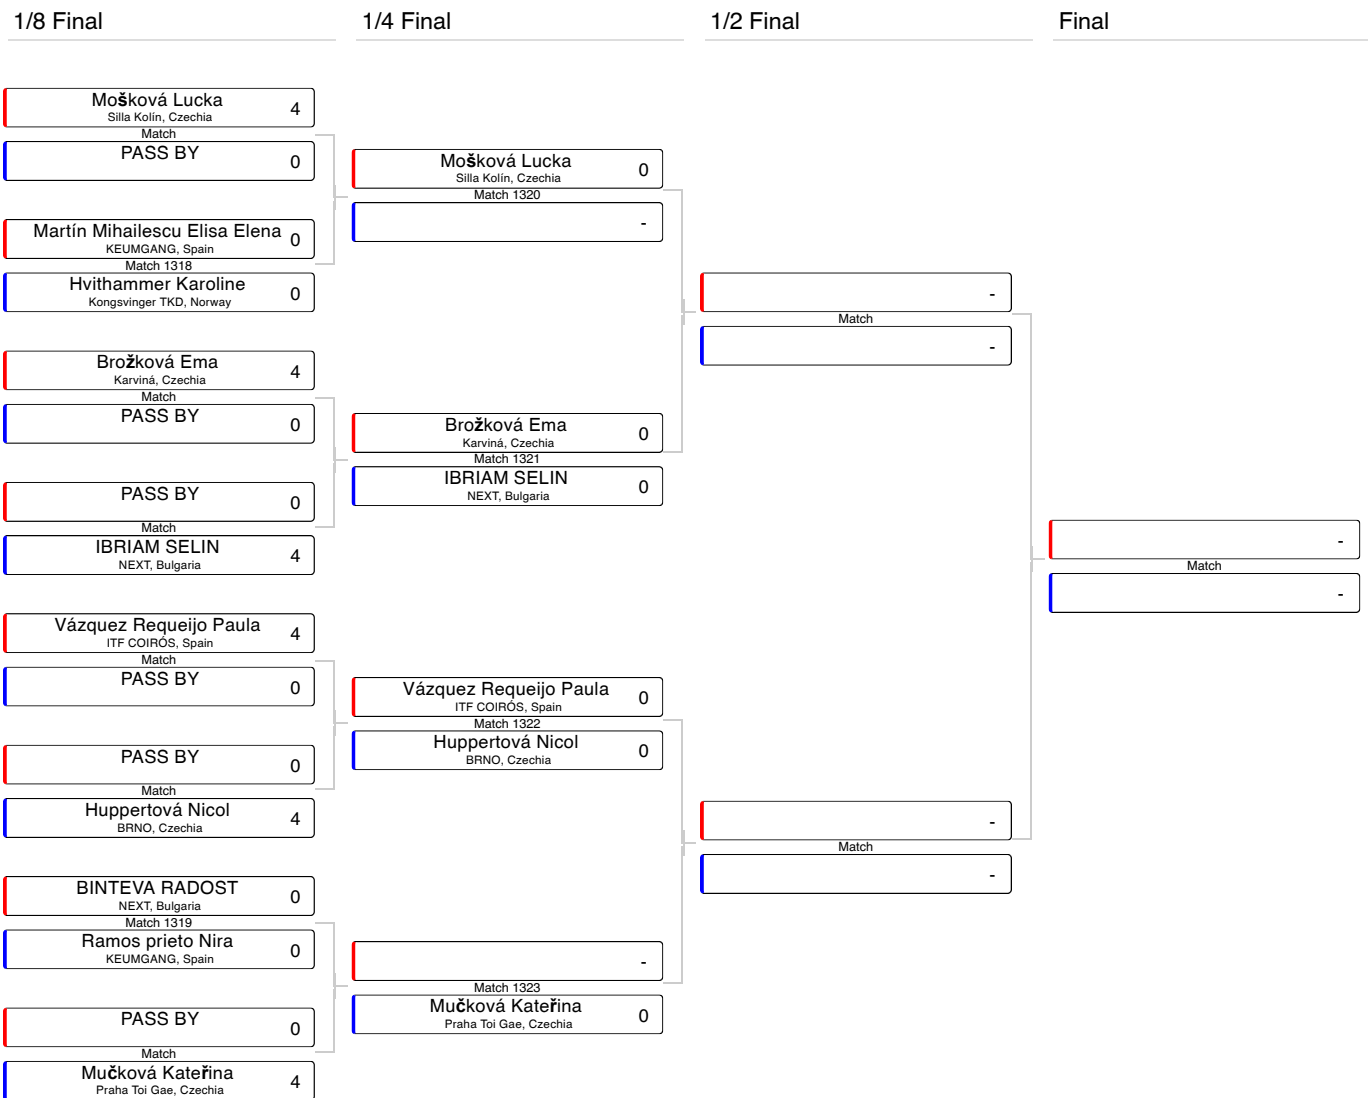 1/8 Final
1/4 Final
1/2 Final
Final
Mošková Lucka
4
Silla Kolín, Czechia
Match
PASS BY
0
Martín Mihailescu Elisa Elena
0
KEUMGANG, Spain
Match 1318
Hvithammer Karoline
0
Kongsvinger TKD, Norway
Brožková Ema
4
Karviná, Czechia
Match
PASS BY
0
PASS BY
0
Match
IBRIAM SELIN
4
NEXT, Bulgaria
Vázquez Requeijo Paula
4
ITF COIRÓS, Spain
Match
PASS BY
0
PASS BY
0
Match
Huppertová Nicol
4
BRNO, Czechia
BINTEVA RADOST
0
NEXT, Bulgaria
Match 1319
Ramos prieto Nira
0
KEUMGANG, Spain
PASS BY
0
Match
Mučková Kateřina
4
Praha Toi Gae, Czechia
Mošková Lucka
0
Silla Kolín, Czechia
Match 1320
-
Brožková Ema
0
Karviná, Czechia
Match 1321
IBRIAM SELIN
0
NEXT, Bulgaria
Vázquez Requeijo Paula
0
ITF COIRÓS, Spain
Match 1322
Huppertová Nicol
0
BRNO, Czechia
-
Match 1323
Mučková Kateřina
0
Praha Toi Gae, Czechia
-
Match
-
-
Match
-
-
Match
-